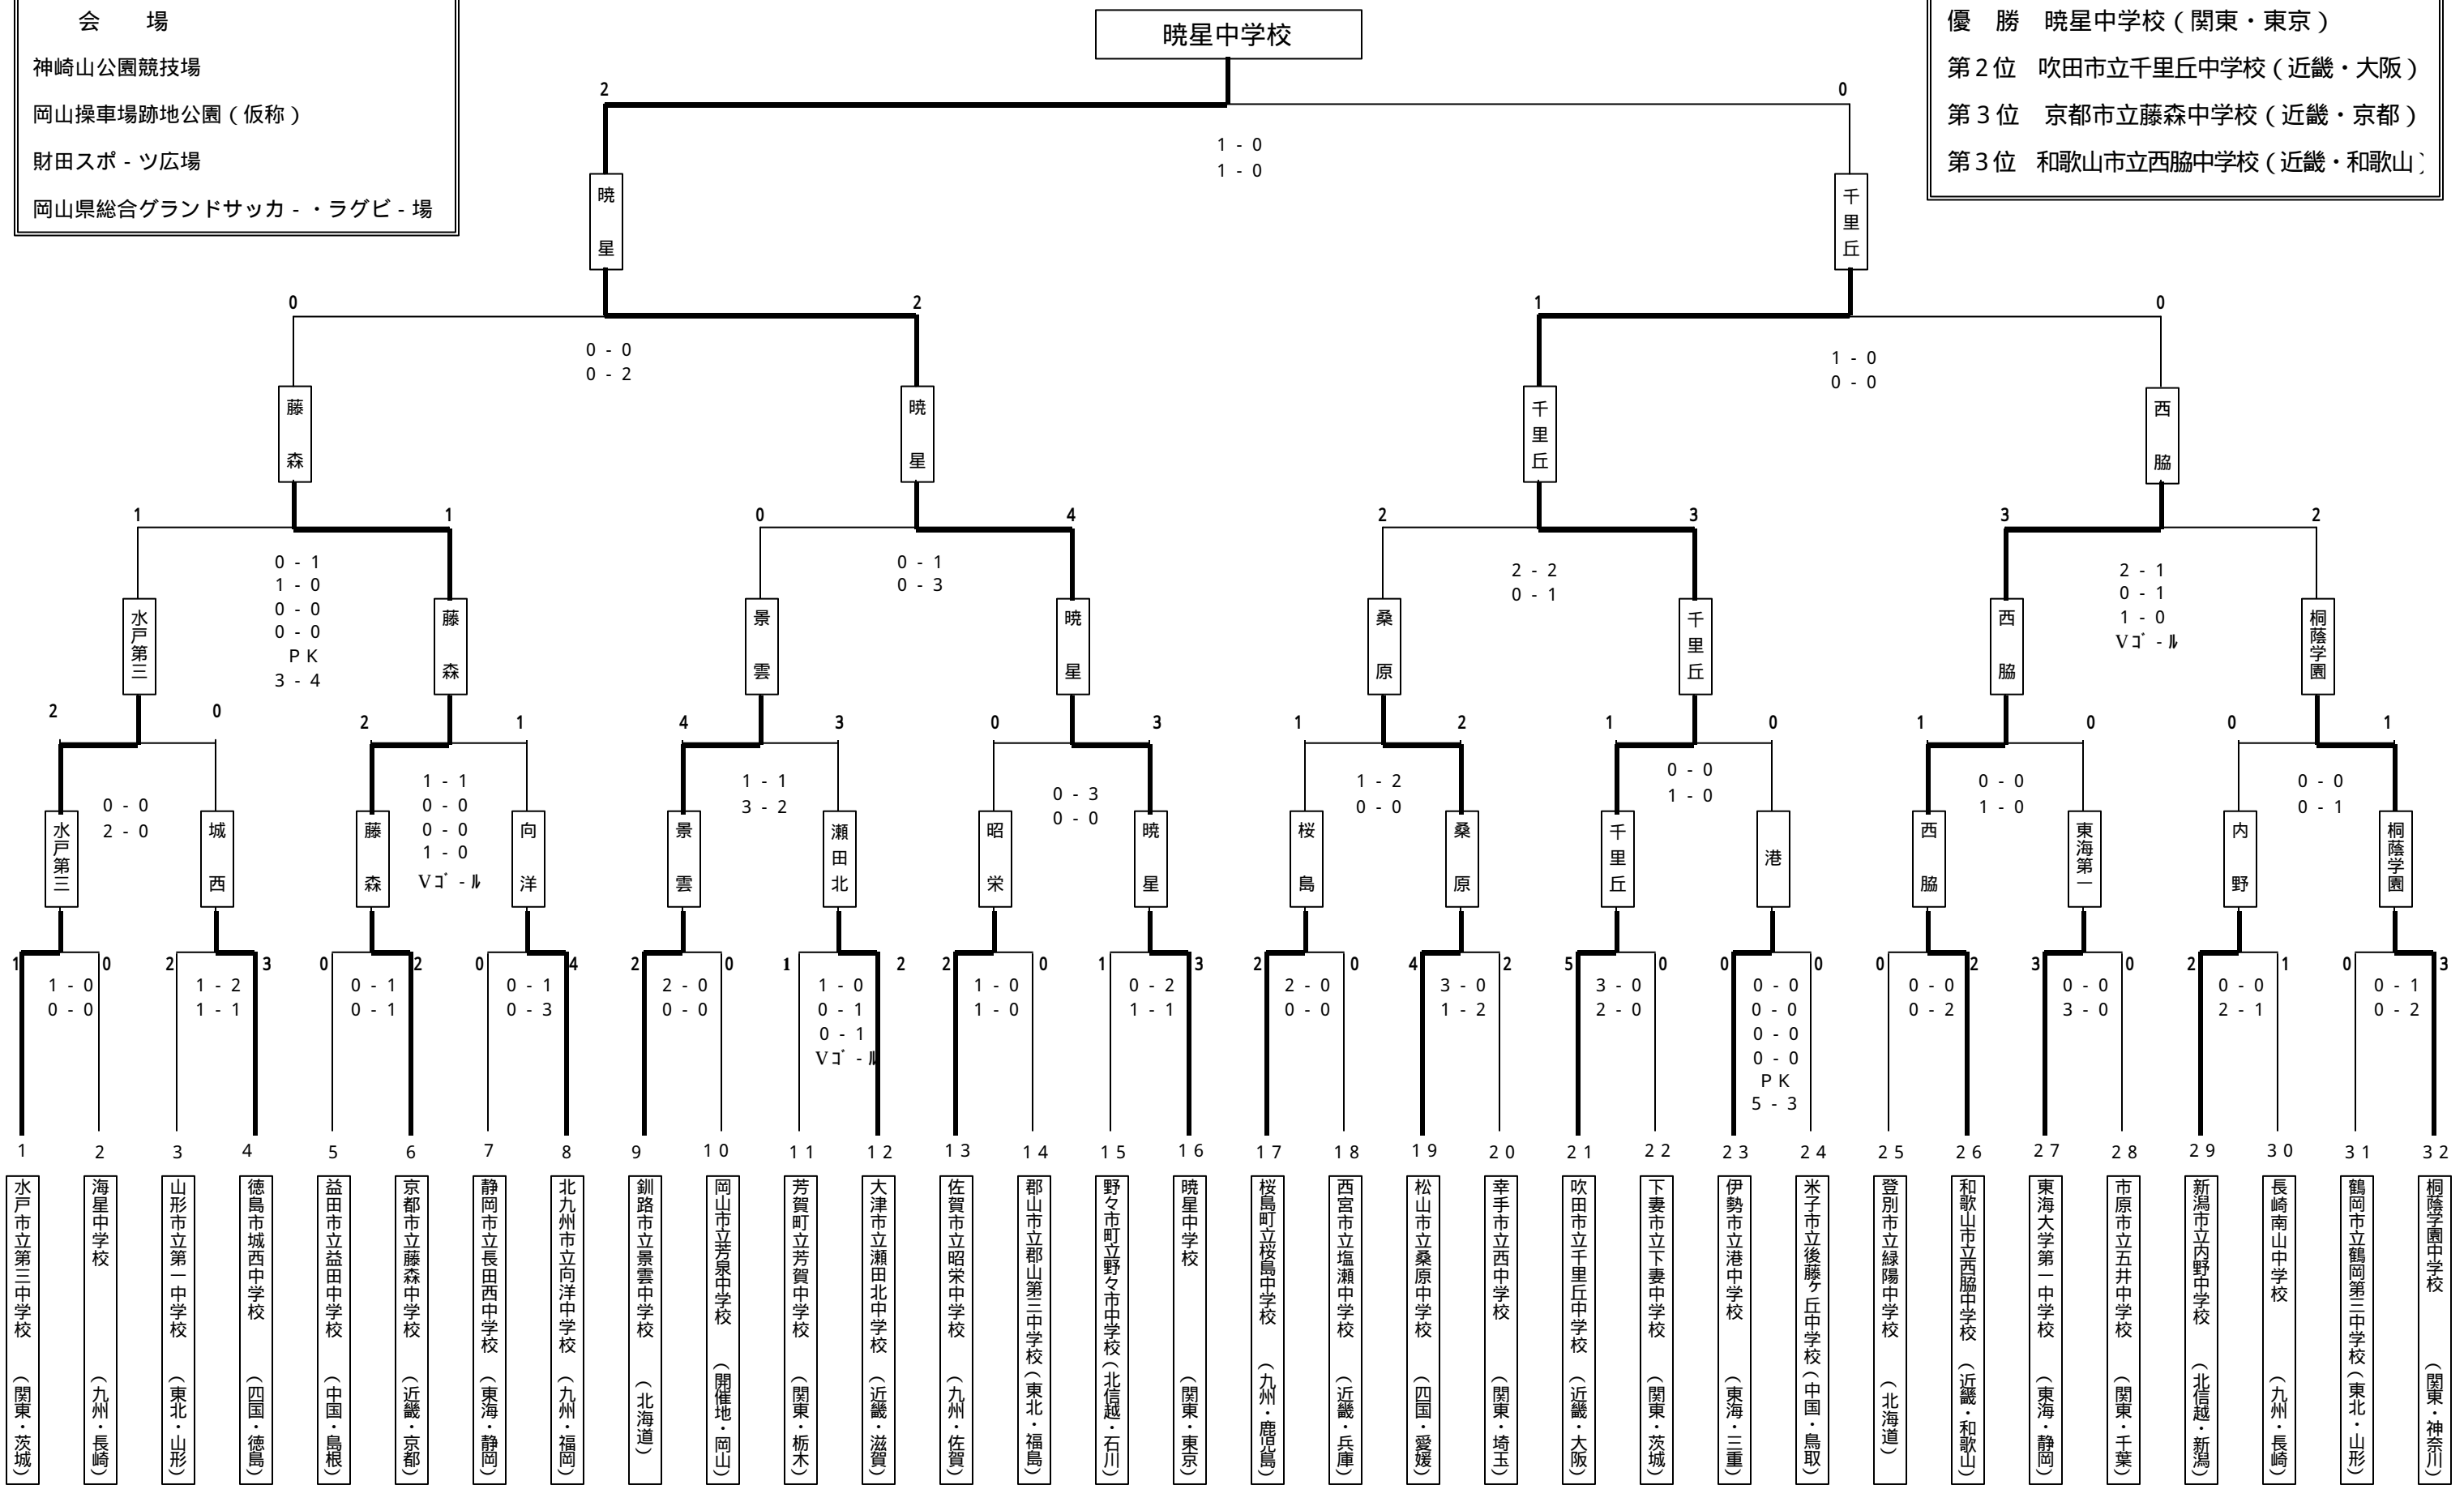 会　場
神崎山公園競技場
岡山操車場跡地公園(仮称)
財田スポ-ツ広場
岡山県総合グランドサッカ-・ラグビ-場
暁星中学校
優　勝　暁星中学校(関東・東京)
第2位　吹田市立千里丘中学校(近畿・大阪)
第3位　京都市立藤森中学校(近畿・京都)
第3位　和歌山市立西脇中学校(近畿・和歌山)
2 0
1-0
1-0
暁星 千里丘
0 2 1 0
0-0
0-2
1-0
0-0
藤森 暁星 千里丘 西脇
1 1 0 4 2 3 3 2
0-1
1-0
0-0
0-0
PK
3-4
0-1
0-3
2-2
0-1
2-1
0-1
1-0
Vゴ-ル
水戸第三 藤森 景雲 暁星 桑原 千里丘 西脇 桐蔭学園
2 0 2 1 4 3 0 3 1 2 1 0 1 0 0 1
0-0
2-0
1-1
0-0
0-0
1-0
Vゴ-ル
1-1
3-2
0-3
0-0
1-2
0-0
0-0
1-0
0-0
1-0
0-0
0-1
水戸第三 城西 藤森 向洋 景雲 瀬田北 昭栄 暁星 桜島 桑原 千里丘 港 西脇 東海第一 内野 桐蔭学園
1 0 2 3 0 2 0 4 2 0 1 2 2 0 1 3 2 0 4 2 5 0 0 0 0 2 3 0 2 1 0 3
1-0
0-0
1-2
1-1
0-1
0-1
0-1
0-3
2-0
0-0
1-0
0-1
0-1
Vゴ-ル
1-0
1-0
0-2
1-1
2-0
0-0
3-0
1-2
3-0
2-0
0-0
0-0
0-0
0-0
PK
5-3
0-0
0-2
0-0
3-0
0-0
2-1
0-1
0-2
1 2 3 4 5 6 7 8 9 10 11 12 13 14 15 16 17 18 19 20 21 22 23 24 25 26 27 28 29 30 31 32
水戸市立第三中学校(関東・茨城)
海星中学校(九州・長崎)
山形市立第一中学校(東北・山形)
徳島市城西中学校(四国・徳島)
益田市立益田中学校(中国・島根)
京都市立藤森中学校(近畿・京都)
静岡市立長田西中学校(東海・静岡)
北九州市立向洋中学校(九州・福岡)
釧路市立景雲中学校(北海道)
岡山市立芳泉中学校(開催地・岡山)
芳賀町立芳賀中学校(関東・栃木)
大津市立瀬田北中学校(近畿・滋賀)
佐賀市立昭栄中学校(九州・佐賀)
郡山市立郡山第三中学校(東北・福島)
野々市町立野々市中学校(北信越・石川)
暁星中学校(関東・東京)
桜島町立桜島中学校(九州・鹿児島)
西宮市立塩瀬中学校(近畿・兵庫)
松山市立桑原中学校(四国・愛媛)
幸手市立西中学校(関東・埼玉)
吹田市立千里丘中学校(近畿・大阪)
下妻市立下妻中学校(関東・茨城)
伊勢市立港中学校(東海・三重)
米子市立後藤ヶ丘中学校(中国・鳥取)
登別市立緑陽中学校(北海道)
和歌山市立西脇中学校(近畿・和歌山)
東海大学第一中学校(東海・静岡)
市原市立五井中学校(関東・千葉)
新潟市立内野中学校(北信越・新潟)
長崎南山中学校(九州・長崎)
鶴岡市立鶴岡第三中学校(東北・山形)
桐蔭学園中学校(関東・神奈川)